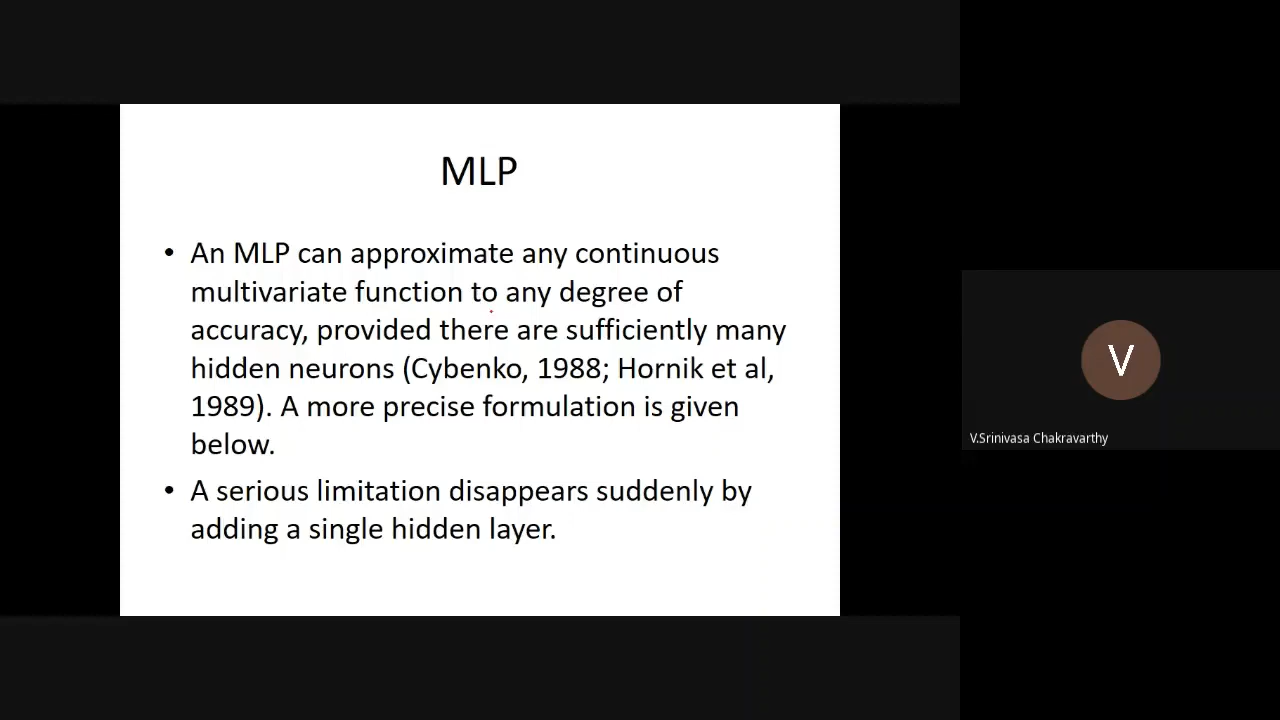 MLP
• An MLP can approximate any continuous
multivariate function to any degree of
accuracy, provided there are sufficiently many
hidden neurons (Cybenko, 1988; Hornik et al,
1989). A more precise formulation is given
below.
• A serious limitation disappears suddenly by
adding a single hidden layer.
V
V.Srinivasa Chakravarthy